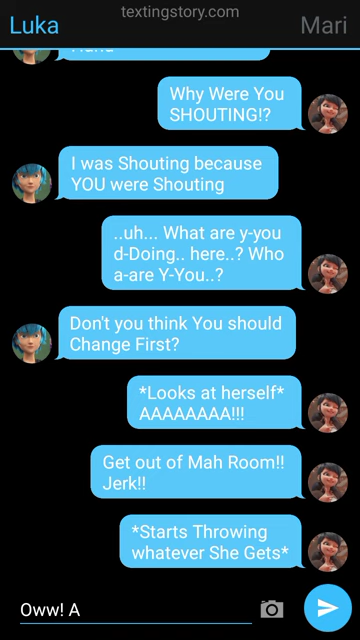 textingstory.com
Luka
Mari
Why Were You
SHOUTING!?
I was Shouting because
YOU were Shouting
..uh... What are y-you
d-Doing.. here..? Who
a-are Y-You..?
Don't you think You should
Change First?
*Looks at herself*
AAAAAAAA!!!
Get out of Mah Room!!
Jerk!!
*Starts Throwing
whatever She Gets*
Oww! A